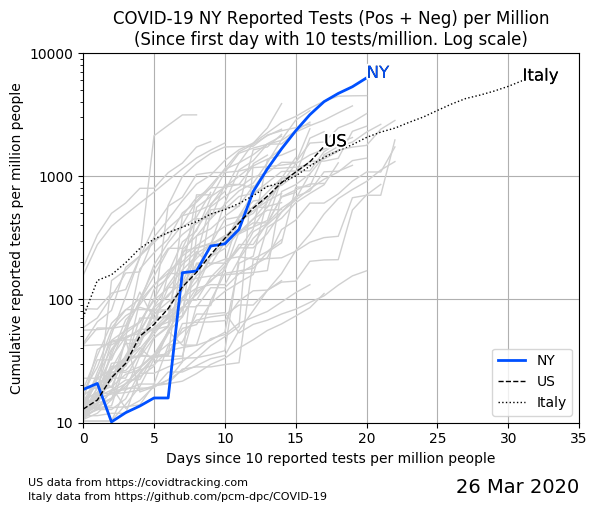 COVID-19 NY Reported Tests (Pos + Neg) per Million
(Since first day with 10 tests/million. Log scale)
Cumulative reported tests per million people
10000
1000
100
10
NY
Italy
US
NY
US
Italy
0 5 10 15 20 25 30 35
Days since 10 reported tests per million people
US data from https://covidtracking.com
Italy data from https://github.com/pcm-dpc/COVID-19
26 Mar 2020